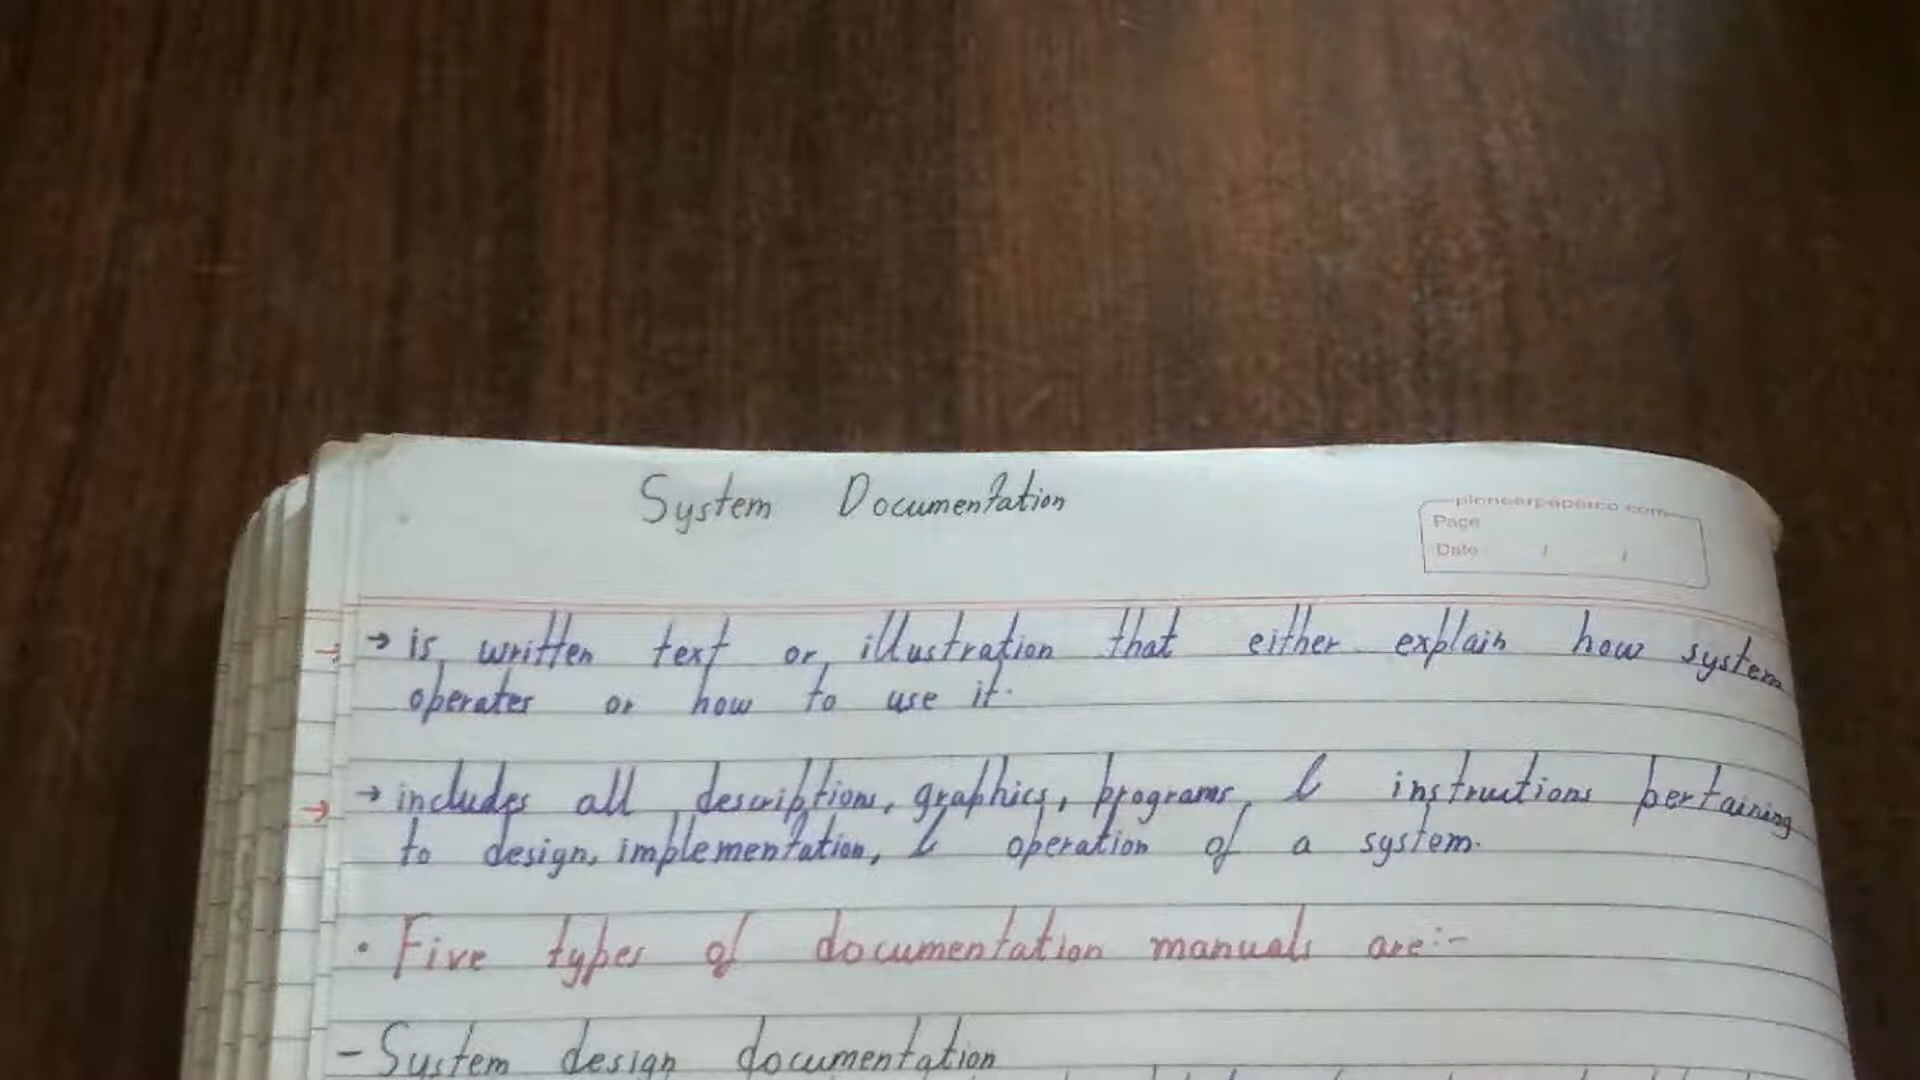 System Documentation
pioneerpaperco.com
Page
Date / /
→ is written text or illustration that either explain how system
operates or how to use it.
→ includes all descriptions, graphics, programs, & instructions pertaining
to design, implementation, & operation of a system.
• Five types of documentation manuals are:-
- System design documentation